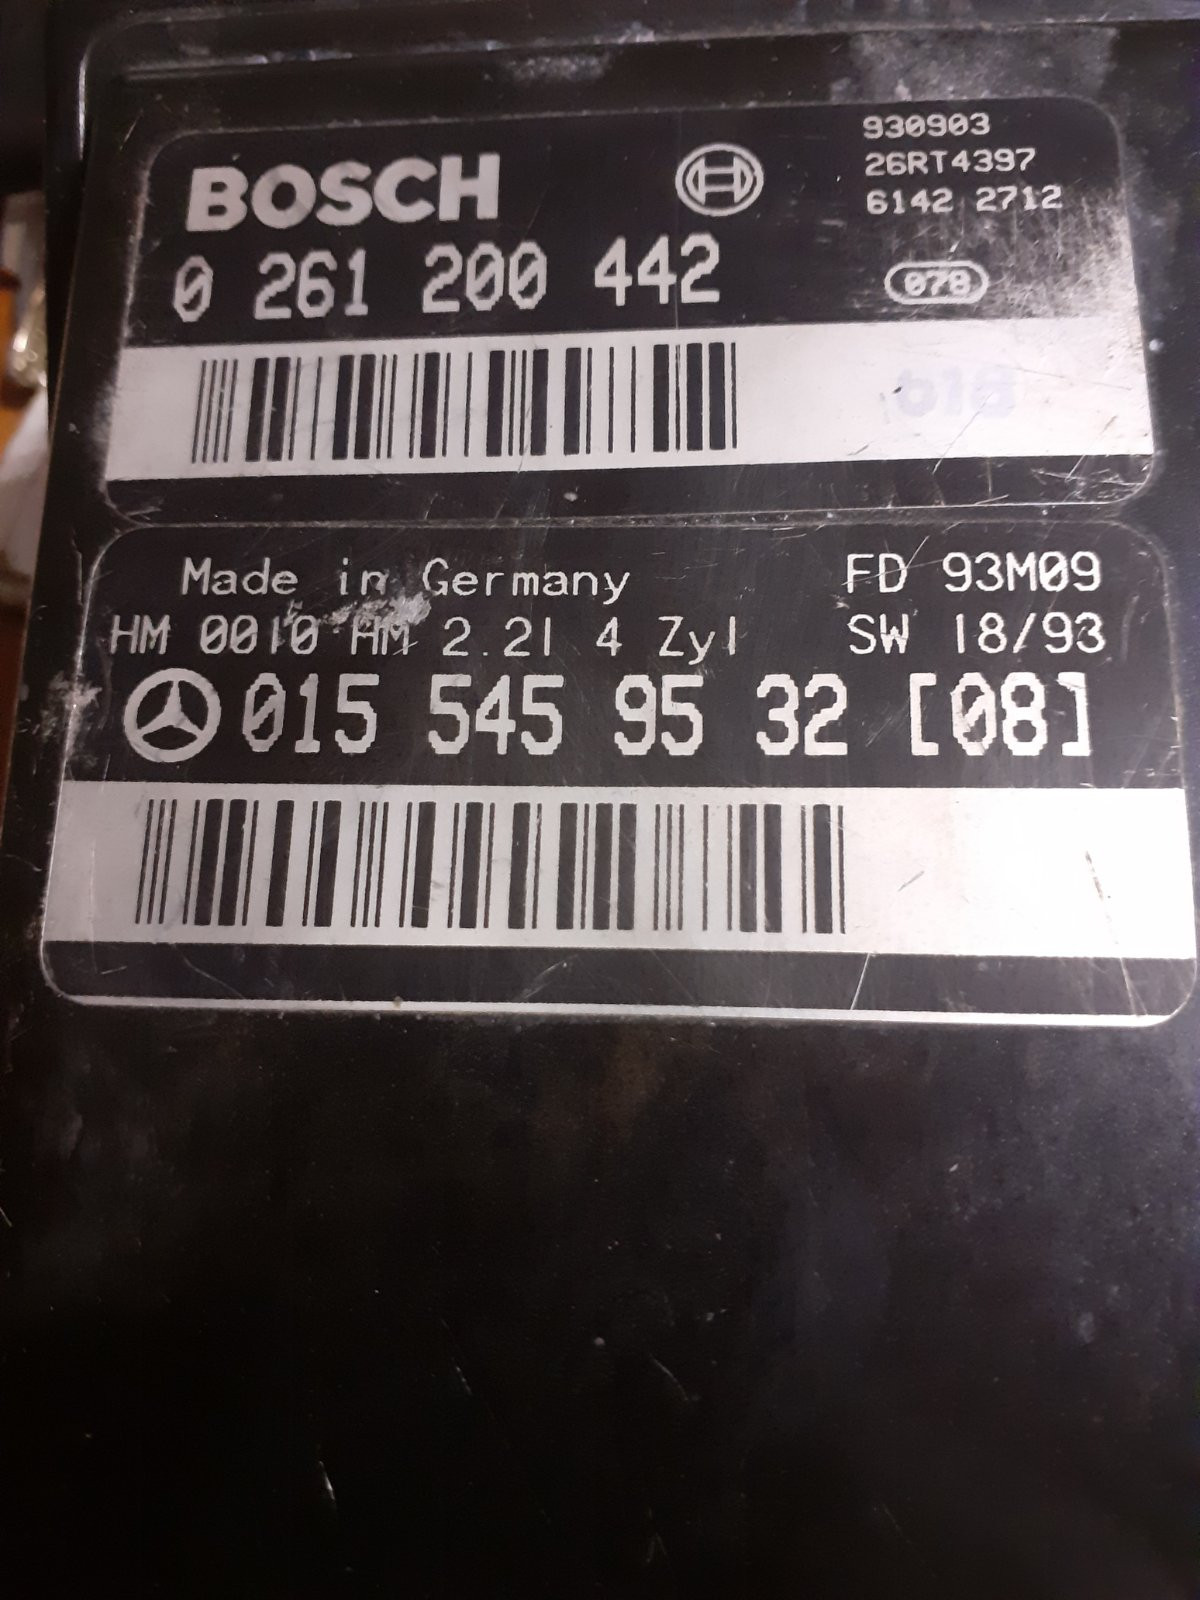 930903
BOSCH
26RT4397
6142 2712
0 261 200 442
078
Made in Germany FD 93M09
HM 0010 HM 2.2l 4 Zyl SW 18/93
015 545 95 32 [08]